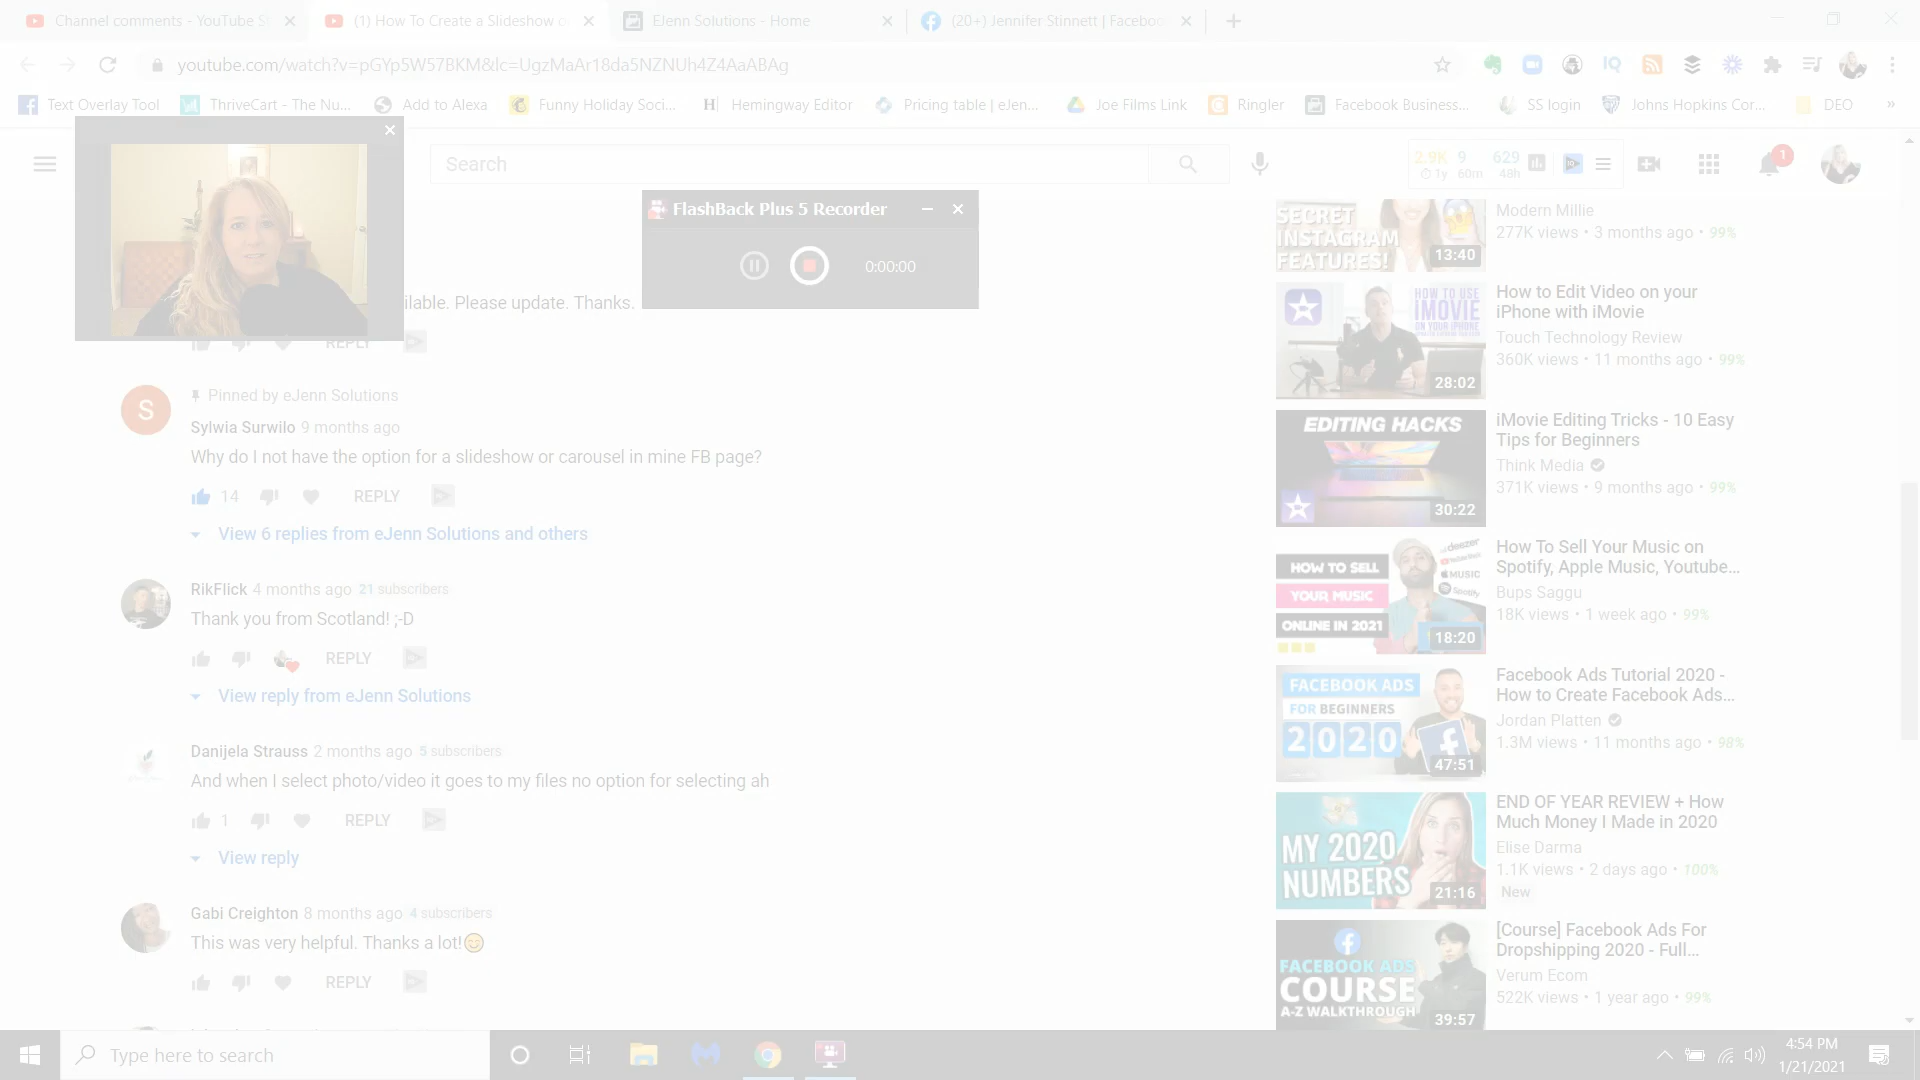 Channel comments - YouTube St
(1) How To Create a Slideshow o
EJenn Solutions - Home
(20+) Jennifer Stinnett | Facebo
youtube.com/watch?v=pGYp5W57BKM&lc=UgzMaAr18da5NZNUh4Z4AaABAg
Text Overlay Tool
ThriveCart - The Nu...
Add to Alexa
Funny Holiday Soci...
Hemingway Editor
Pricing table | eJen...
Joe Films Link
Ringler
Facebook Business...
SS login
Johns Hopkins Cor...
DEO
»
Search
2.9K 9 629
1y 60m 48h
1
FlashBack Plus 5 Recorder
0:00:00
ilable. Please update. Thanks.
REPLY
Pinned by eJenn Solutions
S
Sylwia Surwilo 9 months ago
Why do I not have the option for a slideshow or carousel in mine FB page?
14 REPLY
View 6 replies from eJenn Solutions and others
RikFlick 4 months ago 21 subscribers
Thank you from Scotland! ;-D
REPLY
View reply from eJenn Solutions
Danijela Strauss 2 months ago 5 subscribers
And when I select photo/video it goes to my files no option for selecting ah
1 REPLY
View reply
Gabi Creighton 8 months ago 4 subscribers
This was very helpful. Thanks a lot!😊
REPLY
SECRET
INSTAGRAM
FEATURES!
13:40
Modern Millie
277K views • 3 months ago • 99%
HOW TO USE
IMOVIE
ON YOUR IPHONE
28:02
How to Edit Video on your
iPhone with iMovie
Touch Technology Review
360K views • 11 months ago • 99%
EDITING HACKS
30:22
iMovie Editing Tricks - 10 Easy
Tips for Beginners
Think Media
371K views • 9 months ago • 99%
HOW TO SELL
YOUR MUSIC
ONLINE IN 2021
deezer
MUSIC
Spotify
18:20
How To Sell Your Music on
Spotify, Apple Music, Youtube...
Bups Saggu
18K views • 1 week ago • 99%
FACEBOOK ADS
FOR BEGINNERS
2020
47:51
Facebook Ads Tutorial 2020 -
How to Create Facebook Ads...
Jordan Platten
1.3M views • 11 months ago • 98%
MY 2020
NUMBERS
21:16
END OF YEAR REVIEW + How
Much Money I Made in 2020
Elise Darma
1.1K views • 2 days ago • 100%
New
FACEBOOK ADS
COURSE
A-Z WALKTHROUGH
39:57
[Course] Facebook Ads For
Dropshipping 2020 - Full...
Verum Ecom
522K views • 1 year ago • 99%
Type here to search
4:54 PM
1/21/2021